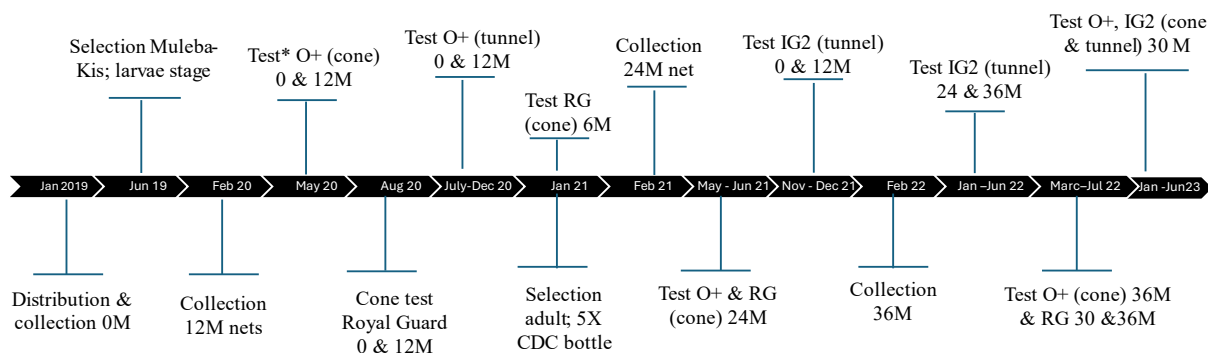 Selection Muleba-
Kis; larvae stage
Test* O+ (cone)
0 & 12M
Test O+ (tunnel)
0 & 12M
Test RG
(cone) 6M
Collection
24M net
Test IG2 (tunnel)
0 & 12M
Test IG2 (tunnel)
24 & 36M
Test O+, IG2 (cone
& tunnel) 30 M
Jan 2019
Jun 19
Feb 20
May 20
Aug 20
July-Dec 20
Jan 21
Feb 21
May - Jun 21
Nov - Dec 21
Feb 22
Jan –Jun 22
Marc–Jul 22
Jan -Jun23
Distribution &
collection 0M
Collection
12M nets
Cone test
Royal Guard
0 & 12M
Selection
adult; 5X
CDC bottle
Test O+ & RG
(cone) 24M
Collection
36M
Test O+ (cone) 36M
& RG 30 &36M